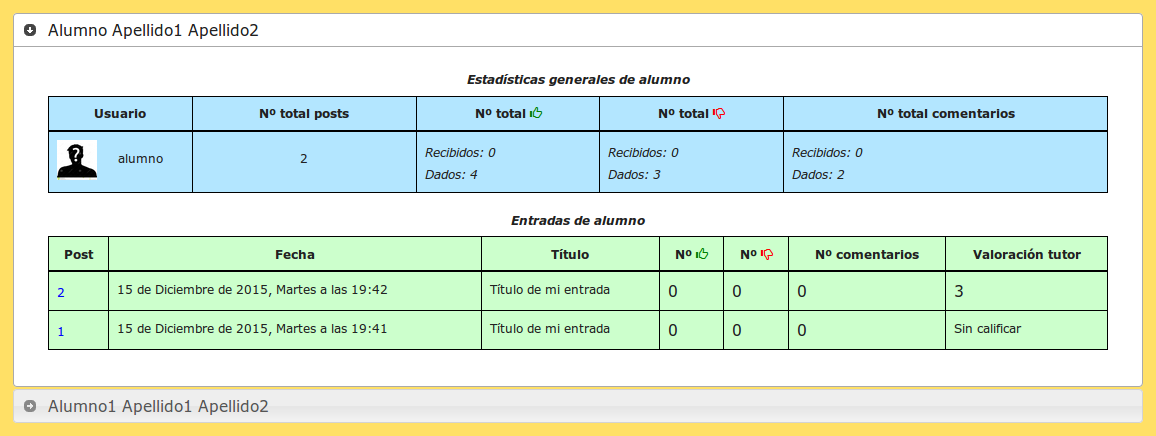 Alumno Apellido1 Apellido2
Estadísticas generales de alumno
Usuario Nº total posts Nº total Nº total Nº total comentarios
alumno 2 Recibidos: 0 Recibidos: 0 Recibidos: 0
Dados: 4 Dados: 3 Dados: 2
Entradas de alumno
Post Fecha Título Nº Nº Nº comentarios Valoración tutor
2 15 de Diciembre de 2015, Martes a las 19:42 Título de mi entrada 0 0 0 3
1 15 de Diciembre de 2015, Martes a las 19:41 Título de mi entrada 0 0 0 Sin calificar
Alumno1 Apellido1 Apellido2